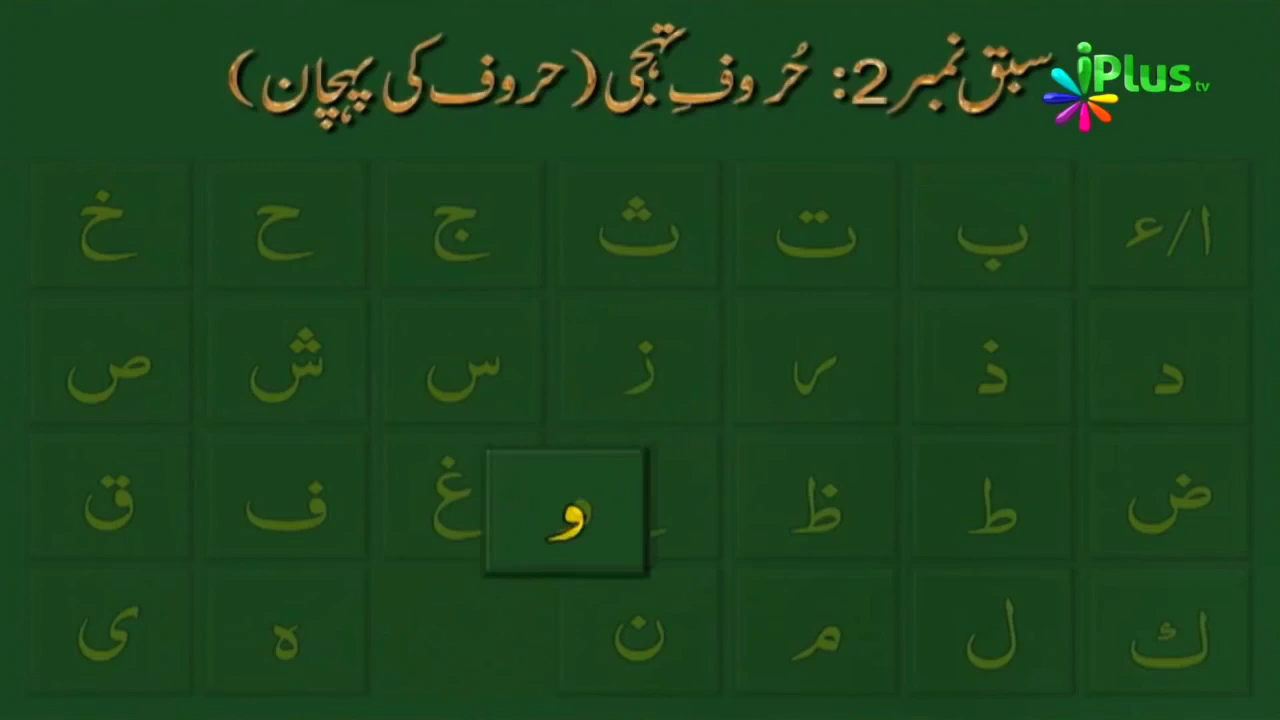 سبق نمبر 2: حُروفِ تہجی (حروف کی پہچان)
iPlus tv
ا/ء ب ت ث ج ح خ
د ذ ر ز س ش ص
ض ط ظ غ ف ق
و
ك ل م ن ه ی